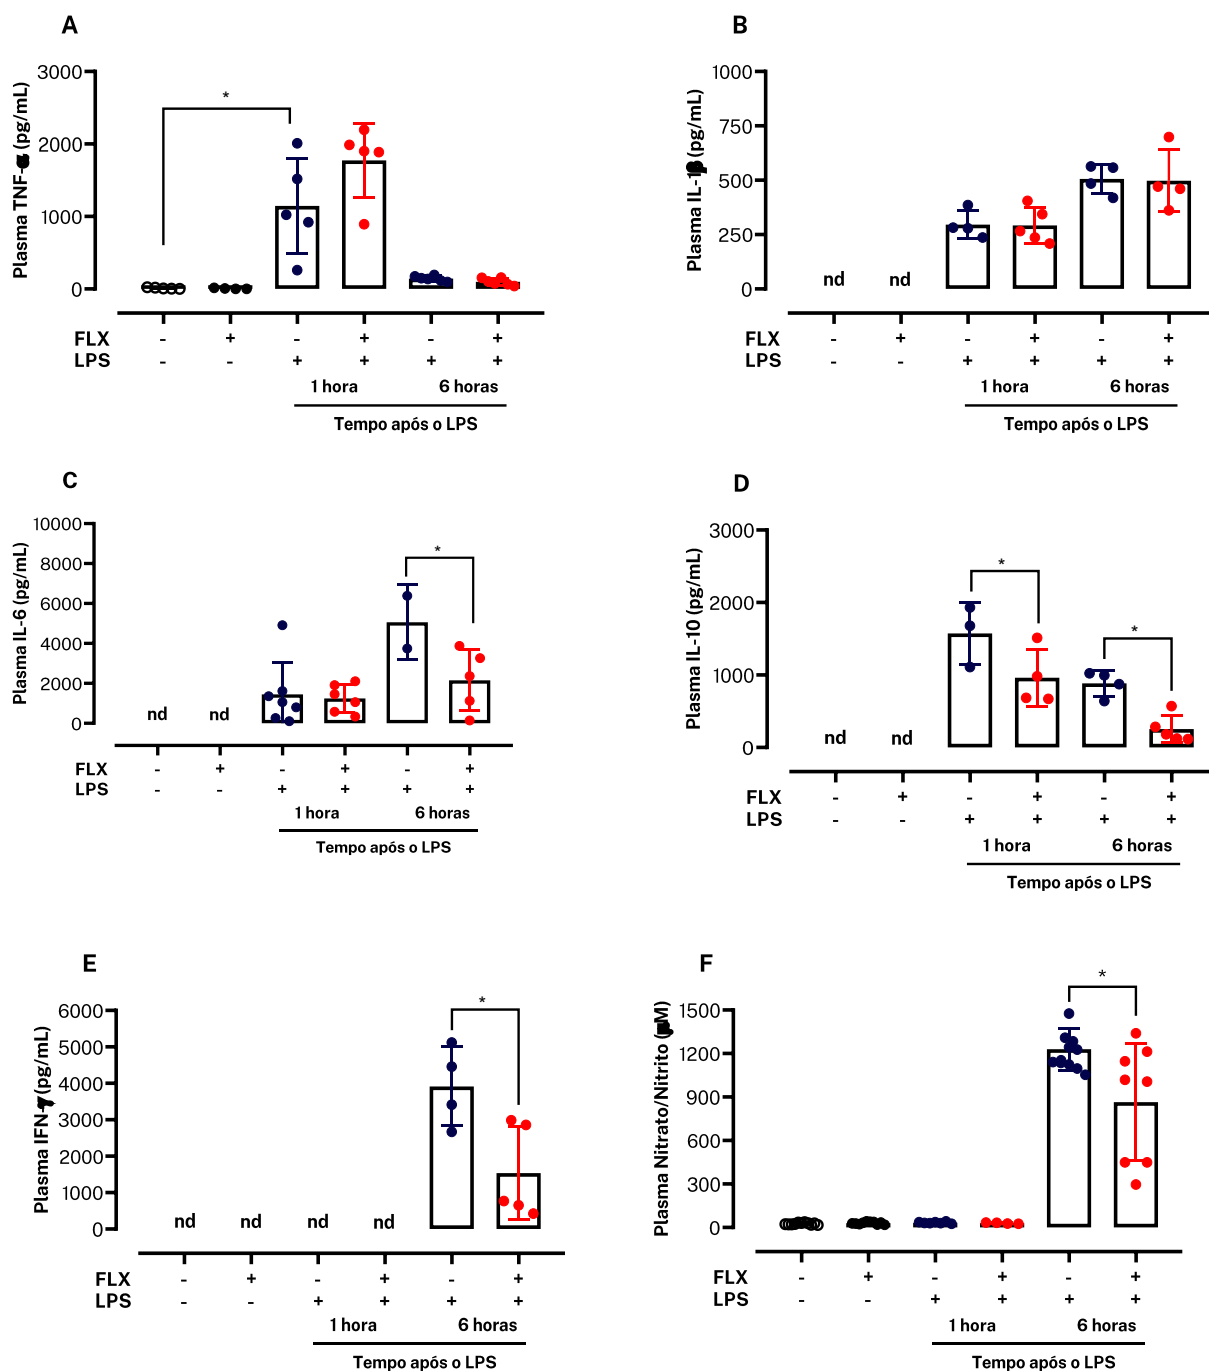 A
Plasma TNF-α (pg/mL)
3000
2000
1000
0
*
FLX - + - + - +
LPS - - + + + +
1 hora 6 horas
Tempo após o LPS
B
Plasma IL-1β (pg/mL)
1000
750
500
250
0
nd nd
- + - + - +
- - + + + +
1 hora 6 horas
Tempo após o LPS
C
Plasma IL-6 (pg/mL)
10000
8000
6000
4000
2000
0
*
nd nd
FLX - + - + - +
LPS - - + + + +
1 hora 6 horas
Tempo após o LPS
D
Plasma IL-10 (pg/mL)
3000
2000
1000
0
*
*
nd nd
FLX - + - + - +
LPS - - + + + +
1 hora 6 horas
Tempo após o LPS
E
Plasma IFN-γ (pg/mL)
6000
5000
4000
3000
2000
1000
0
*
nd nd nd nd
FLX - + - + - +
LPS - - + + + +
1 hora 6 horas
Tempo após o LPS
F
Plasma Nitrato/Nitrito (μM)
1500
1200
900
600
300
0
*
FLX - + - + - +
LPS - - + + + +
1 hora 6 horas
Tempo após o LPS